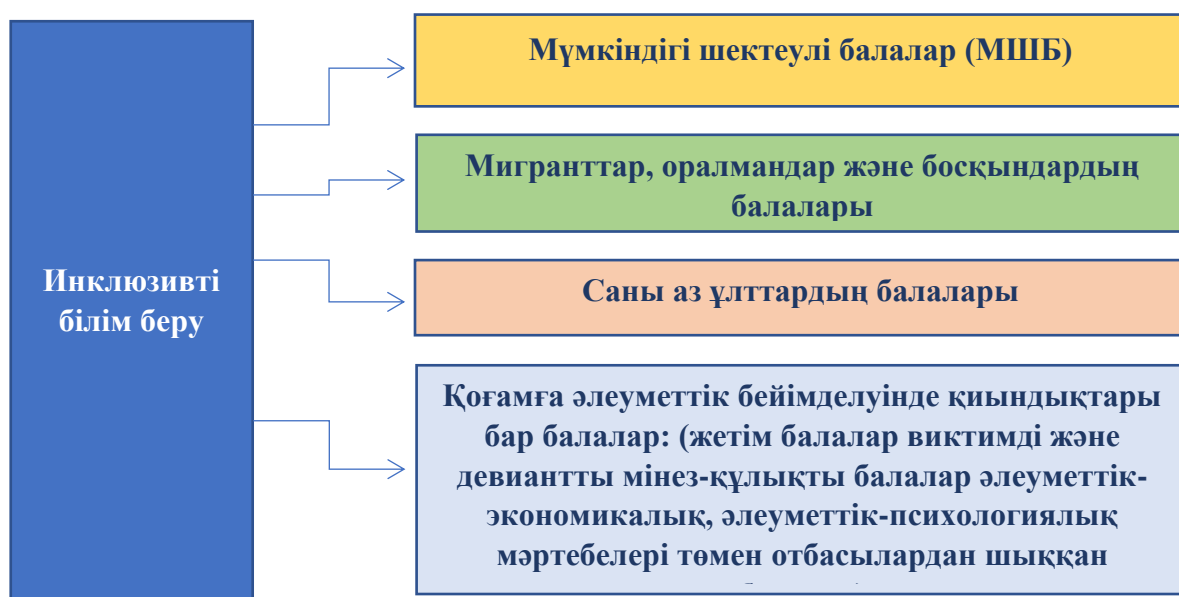 Мүмкіндігі шектеулі балалар (МШБ)
Мигранттар, оралмандар және босқындардың
балалары
Инклюзивті
білім беру
Саны аз ұлттардың балалары
Қоғамға әлеуметтік бейімделуінде қиындықтары
бар балалар: (жетім балалар виктимді және
девиантты мінез-құлықты балалар әлеуметтік-
экономикалық, әлеуметтік-психологиялық
мәртебелері төмен отбасылардан шыққан